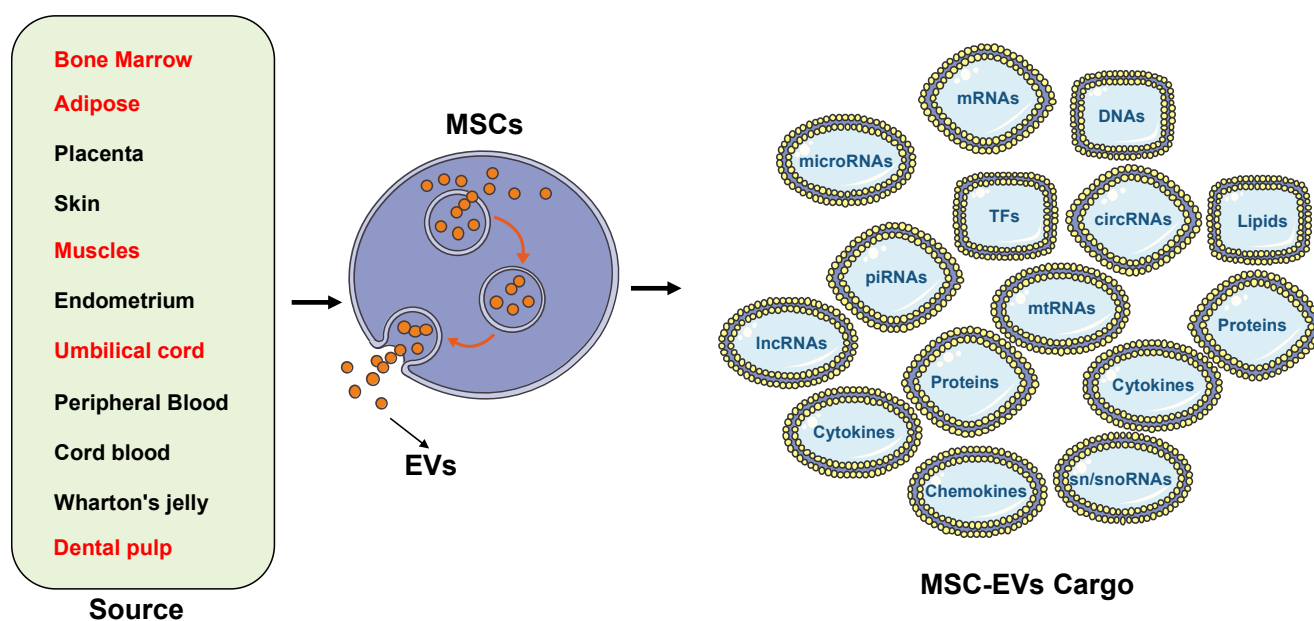 Bone Marrow
Adipose
Placenta
Skin
Muscles
Endometrium
Umbilical cord
Peripheral Blood
Cord blood
Wharton's jelly
Dental pulp
Source
MSCs
EVs
mRNAs
DNAs
microRNAs
TFs
circRNAs
Lipids
piRNAs
mtRNAs
Proteins
lncRNAs
Proteins
Cytokines
Cytokines
Chemokines
sn/snoRNAs
MSC-EVs Cargo